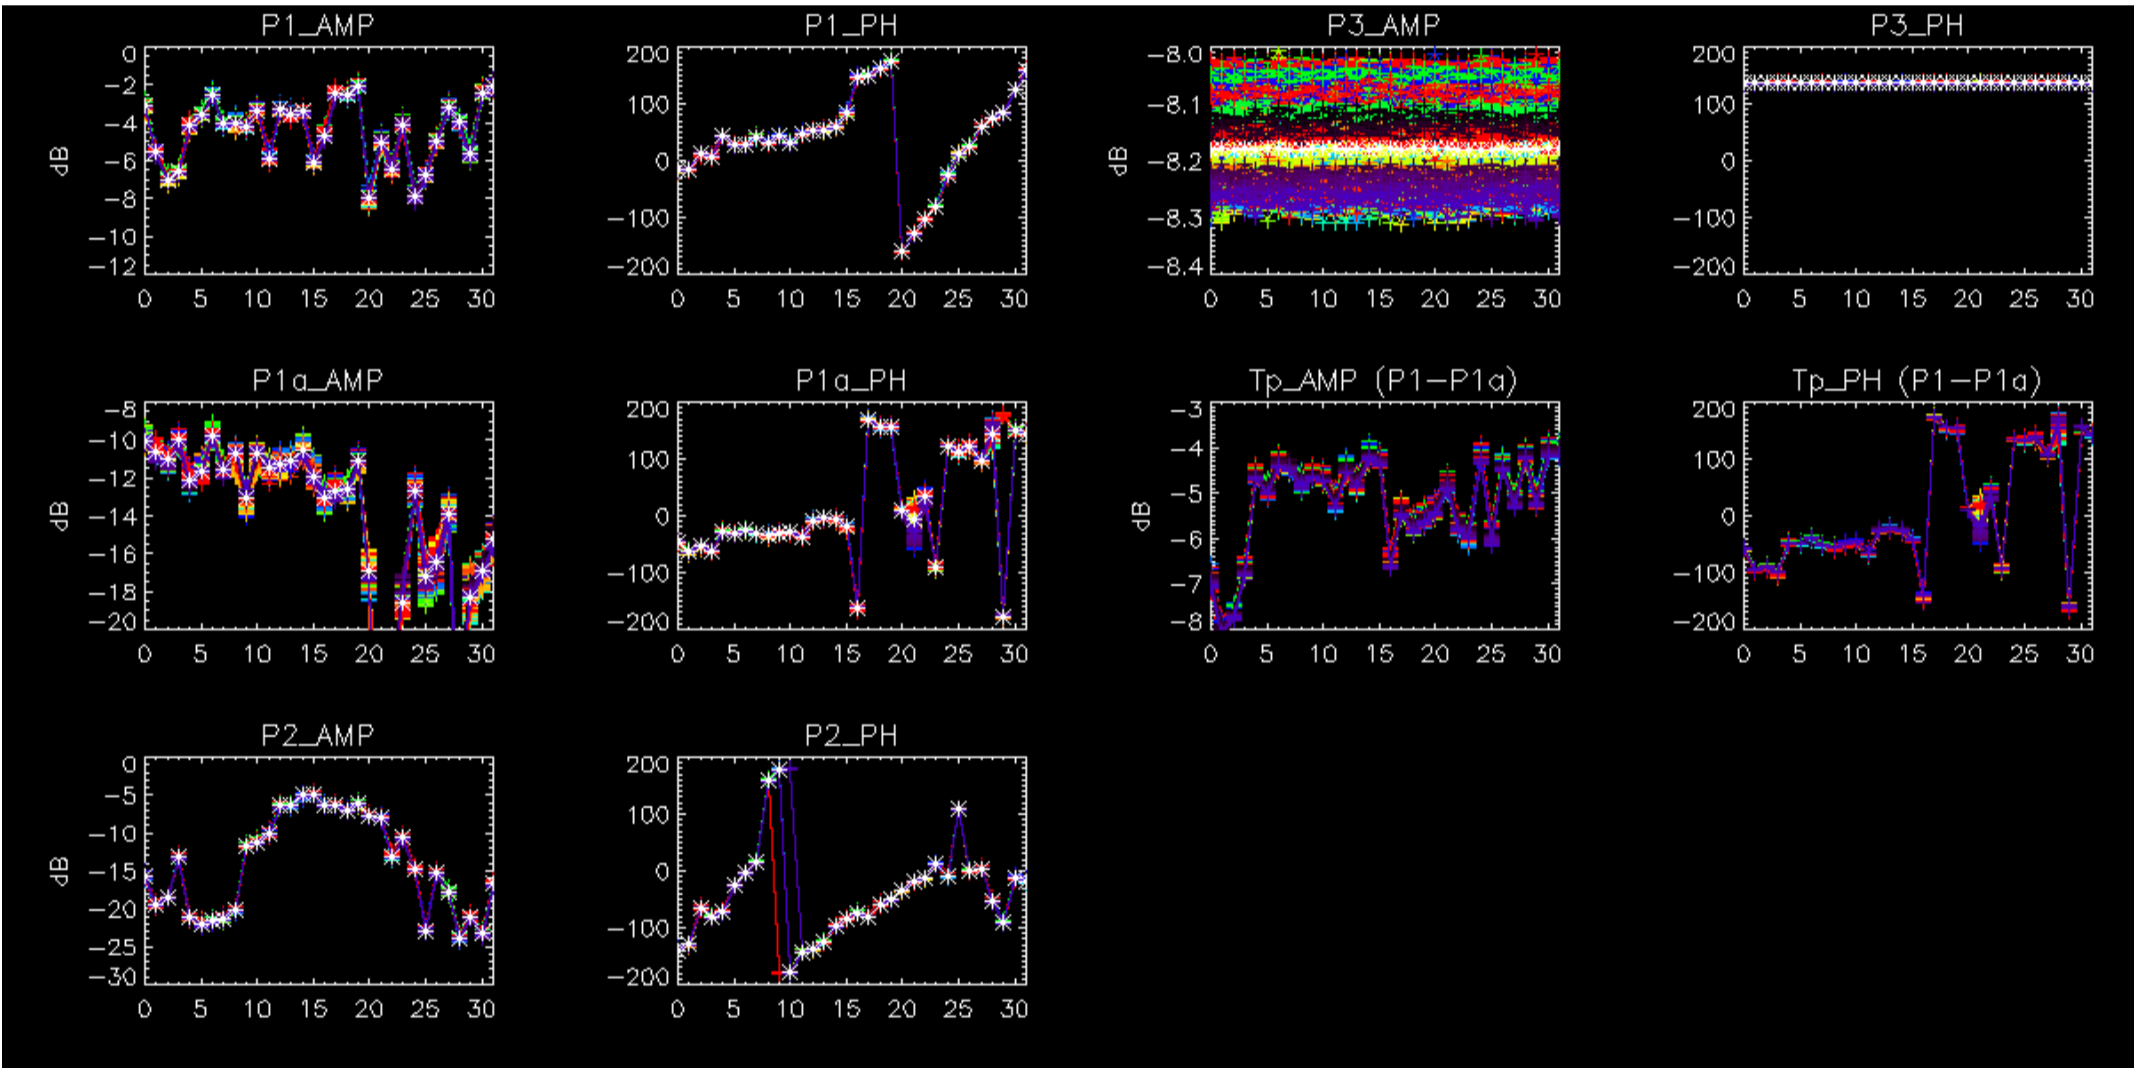 P1_AMP
P1_PH
P3_AMP
P3_PH
0
−2
−4
−6
−8
−10
−12
dB
0 5 10 15 20 25 30
200
100
0
−100
−200
0 5 10 15 20 25 30
−8.0
−8.1
−8.2
−8.3
−8.4
dB
0 5 10 15 20 25 30
200
100
0
−100
−200
0 5 10 15 20 25 30
P1a_AMP
P1a_PH
Tp_AMP (P1−P1a)
Tp_PH (P1−P1a)
−8
−10
−12
−14
−16
−18
−20
dB
0 5 10 15 20 25 30
200
100
0
−100
−200
0 5 10 15 20 25 30
−3
−4
−5
−6
−7
−8
dB
0 5 10 15 20 25 30
200
100
0
−100
−200
0 5 10 15 20 25 30
P2_AMP
P2_PH
0
−5
−10
−15
−20
−25
−30
dB
0 5 10 15 20 25 30
200
100
0
−100
−200
0 5 10 15 20 25 30